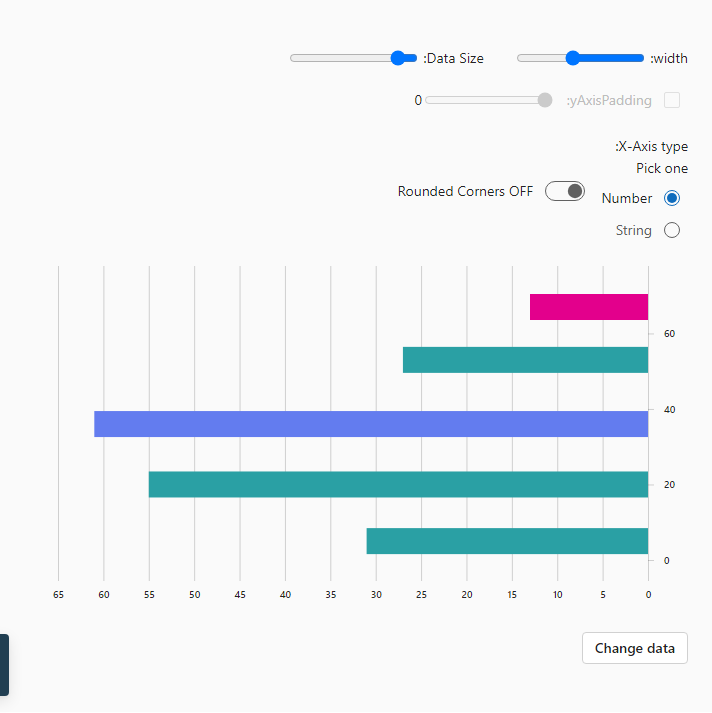 :width
:Data Size
:yAxisPadding
0
:X-Axis type
Pick one
Number
Rounded Corners OFF
String
60
40
20
0
65 60 55 50 45 40 35 30 25 20 15 10 5 0
Change data